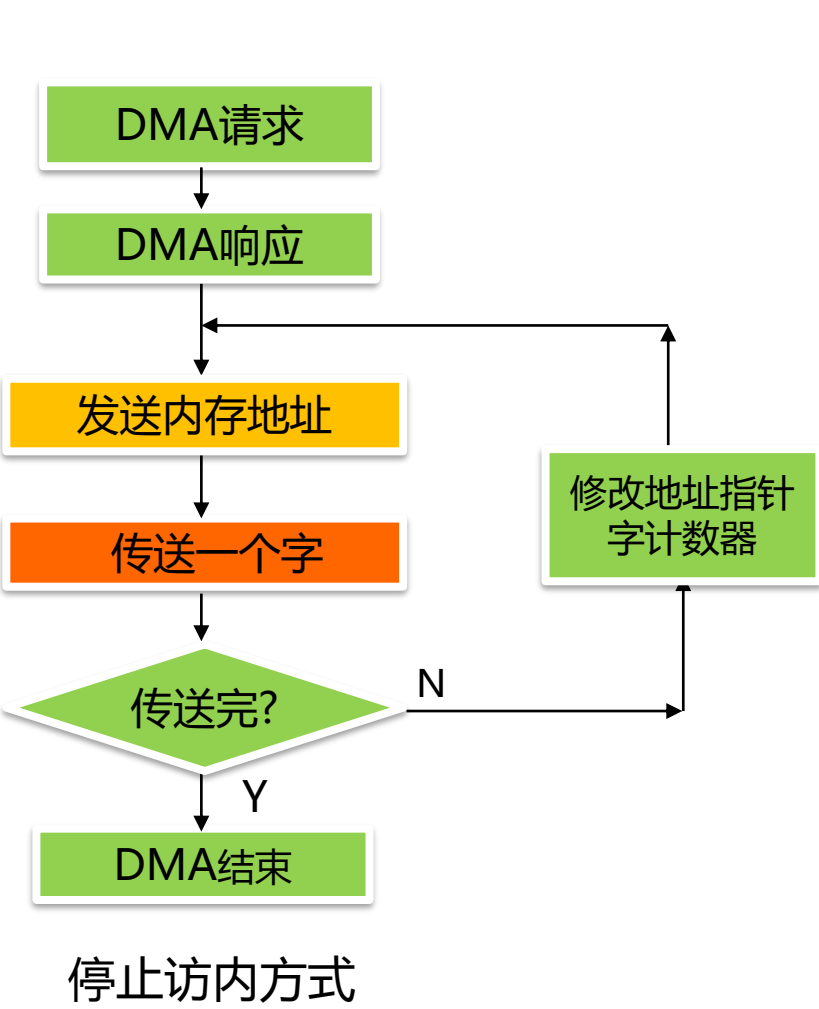 DMA请求
DMA响应
发送内存地址
修改地址指针
字计数器
传送一个字
N
传送完?
Y
DMA结束
停止访内方式